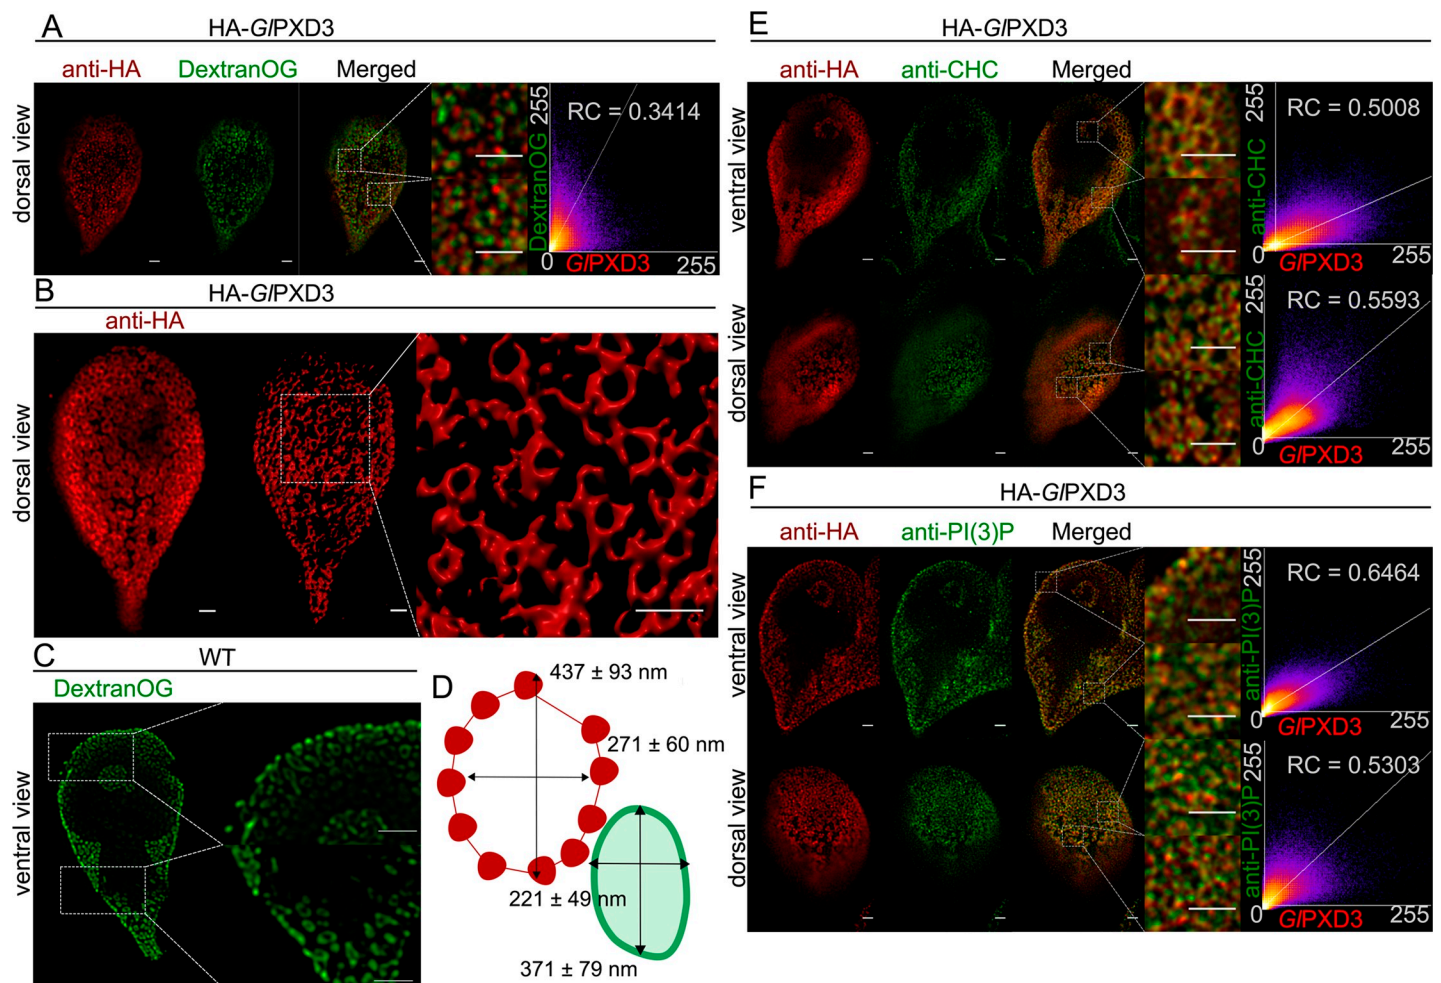 A
HA-GlPXD3
anti-HA DextranOG Merged
dorsal view
RC = 0.3414
255
DextranOG
0 GlPXD3 255
B
HA-GlPXD3
anti-HA
dorsal view
C
WT
DextranOG
ventral view
D
437 ± 93 nm
271 ± 60 nm
221 ± 49 nm
371 ± 79 nm
E
HA-GlPXD3
anti-HA anti-CHC Merged
ventral view
RC = 0.5008
255
anti-CHC
0 GlPXD3 255
dorsal view
RC = 0.5593
255
anti-CHC
0 GlPXD3 255
F
HA-GlPXD3
anti-HA anti-PI(3)P Merged
ventral view
RC = 0.6464
255
anti-PI(3)P
0 GlPXD3 255
dorsal view
RC = 0.5303
255
anti-PI(3)P
0 GlPXD3 255